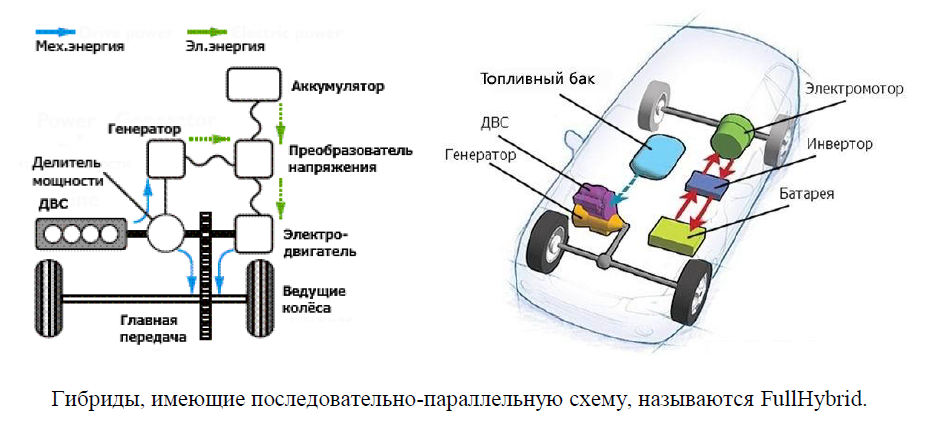 Мех.энергия
Эл.энергия
Аккумулятор
Генератор
Преобразователь
напряжения
Делитель
мощности
ДВС
Электро-
двигатель
Ведущие
колёса
Главная
передача
Топливный бак
Электромотор
ДВС
Генератор
Инвертор
Батарея
Гибриды, имеющие последовательно-параллельную схему, называются FullHybrid.